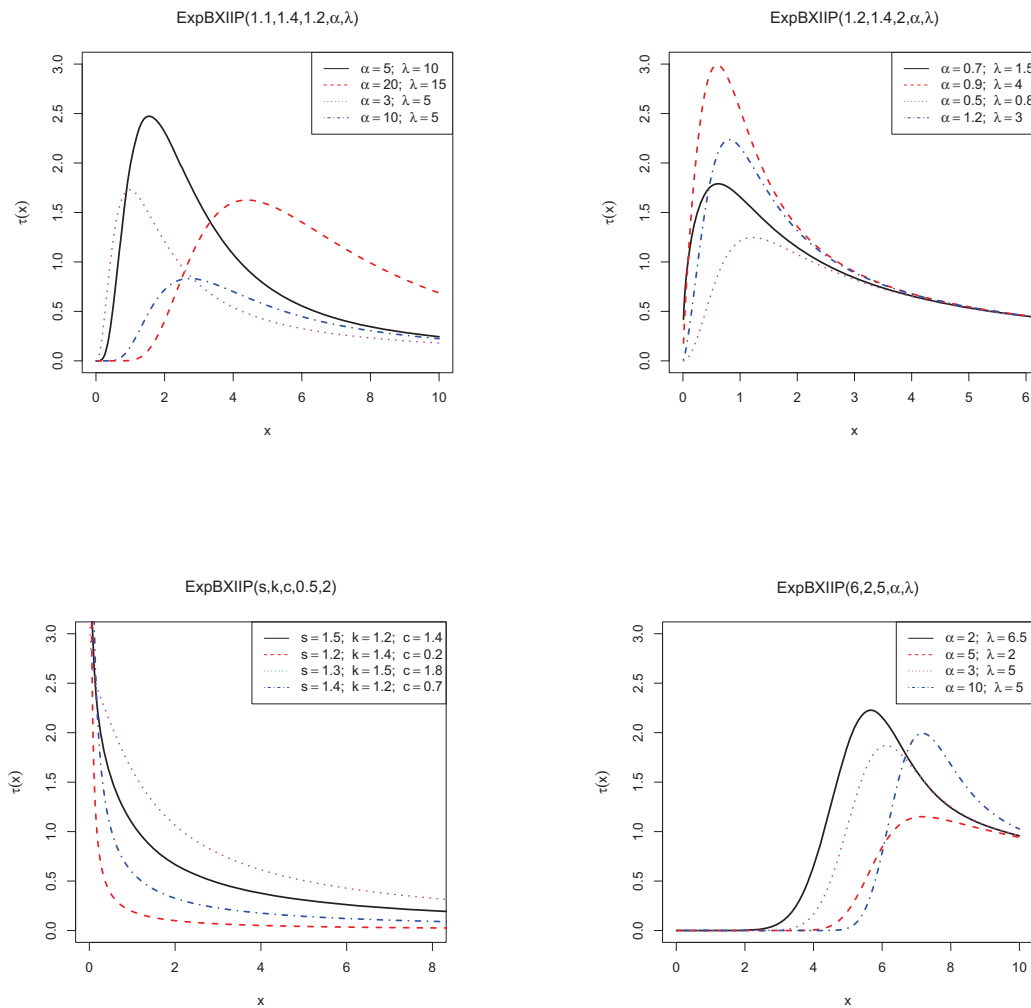 ExpBXIIP(1.1,1.4,1.2,α,λ)
α = 5; λ = 10
α = 20; λ = 15
α = 3; λ = 5
α = 10; λ = 5
τ(x)
0.0 0.5 1.0 1.5 2.0 2.5 3.0
0 2 4 6 8 10
x
ExpBXIIP(1.2,1.4,2,α,λ)
α = 0.7; λ = 1.5
α = 0.9; λ = 4
α = 0.5; λ = 0.8
α = 1.2; λ = 3
τ(x)
0.0 0.5 1.0 1.5 2.0 2.5 3.0
0 1 2 3 4 5 6
x
ExpBXIIP(s,k,c,0.5,2)
s = 1.5; k = 1.2; c = 1.4
s = 1.2; k = 1.4; c = 0.2
s = 1.3; k = 1.5; c = 1.8
s = 1.4; k = 1.2; c = 0.7
τ(x)
0.0 0.5 1.0 1.5 2.0 2.5 3.0
0 2 4 6 8
x
ExpBXIIP(6,2,5,α,λ)
α = 2; λ = 6.5
α = 5; λ = 2
α = 3; λ = 5
α = 10; λ = 5
τ(x)
0.0 0.5 1.0 1.5 2.0 2.5 3.0
0 2 4 6 8 10
x